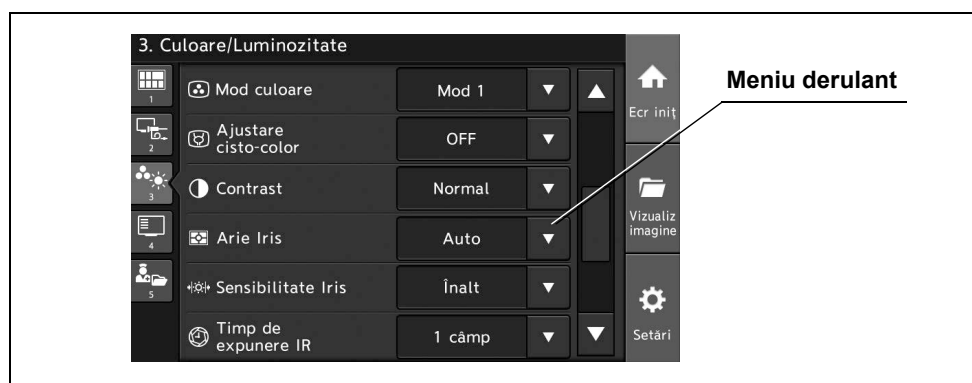 3. Culoare/Luminozitate
1
Mod culoare
Mod 1
Ecr iniț
Meniu derulant
2
Ajustare
cisto-color
OFF
3
Contrast
Normal
Vizualiz
imagine
4
Arie Iris
Auto
5
Sensibilitate Iris
Înalt
Timp de
expunere IR
1 câmp
Setări